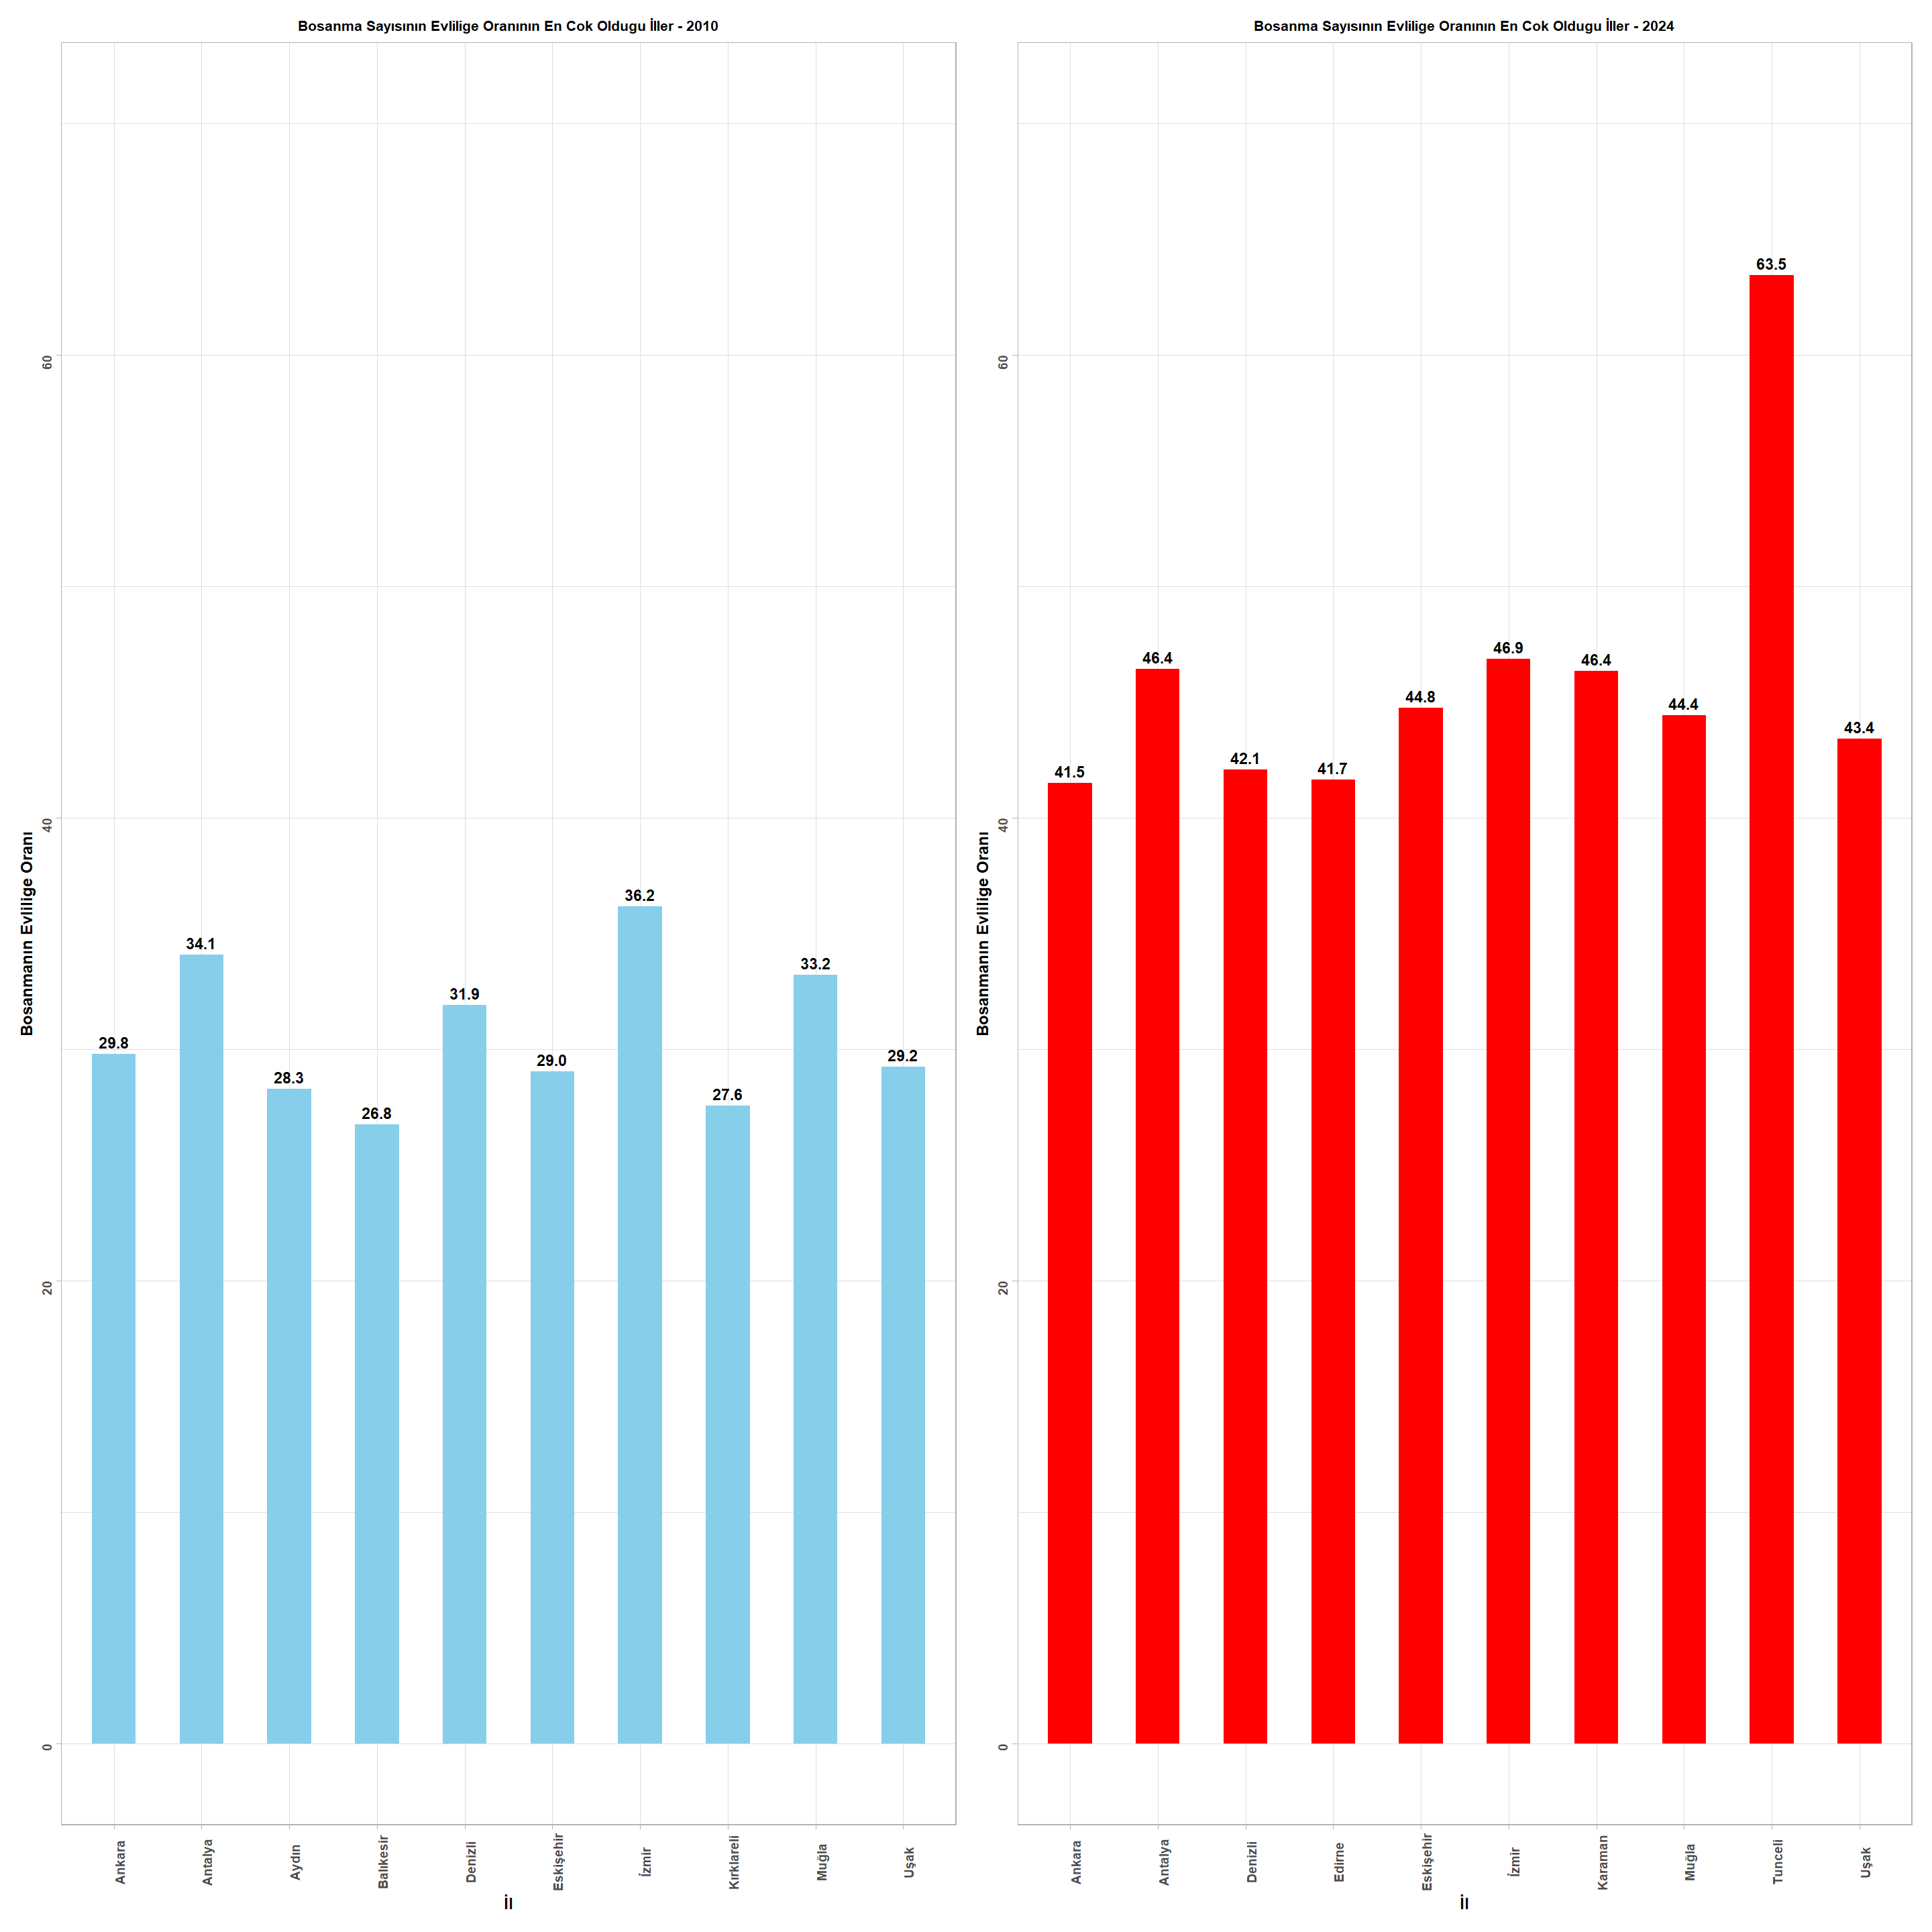 Bosanma Sayısının Evlilige Oranının En Cok Oldugu İller - 2010
Bosanmanın Evlilige Oranı
60
40
20
0
29.8
34.1
28.3
26.8
31.9
29.0
36.2
27.6
33.2
29.2
Ankara
Antalya
Aydın
Balıkesir
Denizli
Eskişehir
İzmir
Kırklareli
Muğla
Uşak
İl
Bosanma Sayısının Evlilige Oranının En Cok Oldugu İller - 2024
Bosanmanın Evlilige Oranı
60
40
20
0
41.5
46.4
42.1
41.7
44.8
46.9
46.4
44.4
63.5
43.4
Ankara
Antalya
Denizli
Edirne
Eskişehir
İzmir
Karaman
Muğla
Tunceli
Uşak
İl